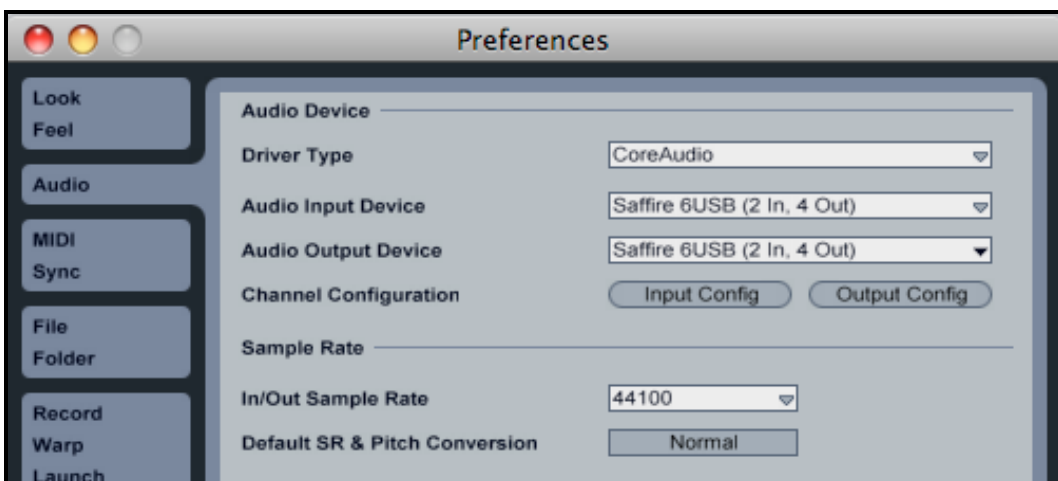 Preferences
Look
Feel
Audio
MIDI
Sync
File
Folder
Record
Warp
Launch
Audio Device
Driver Type CoreAudio
Audio Input Device Saffire 6USB (2 In, 4 Out)
Audio Output Device Saffire 6USB (2 In, 4 Out)
Channel Configuration Input Config Output Config
Sample Rate
In/Out Sample Rate 44100
Default SR & Pitch Conversion Normal